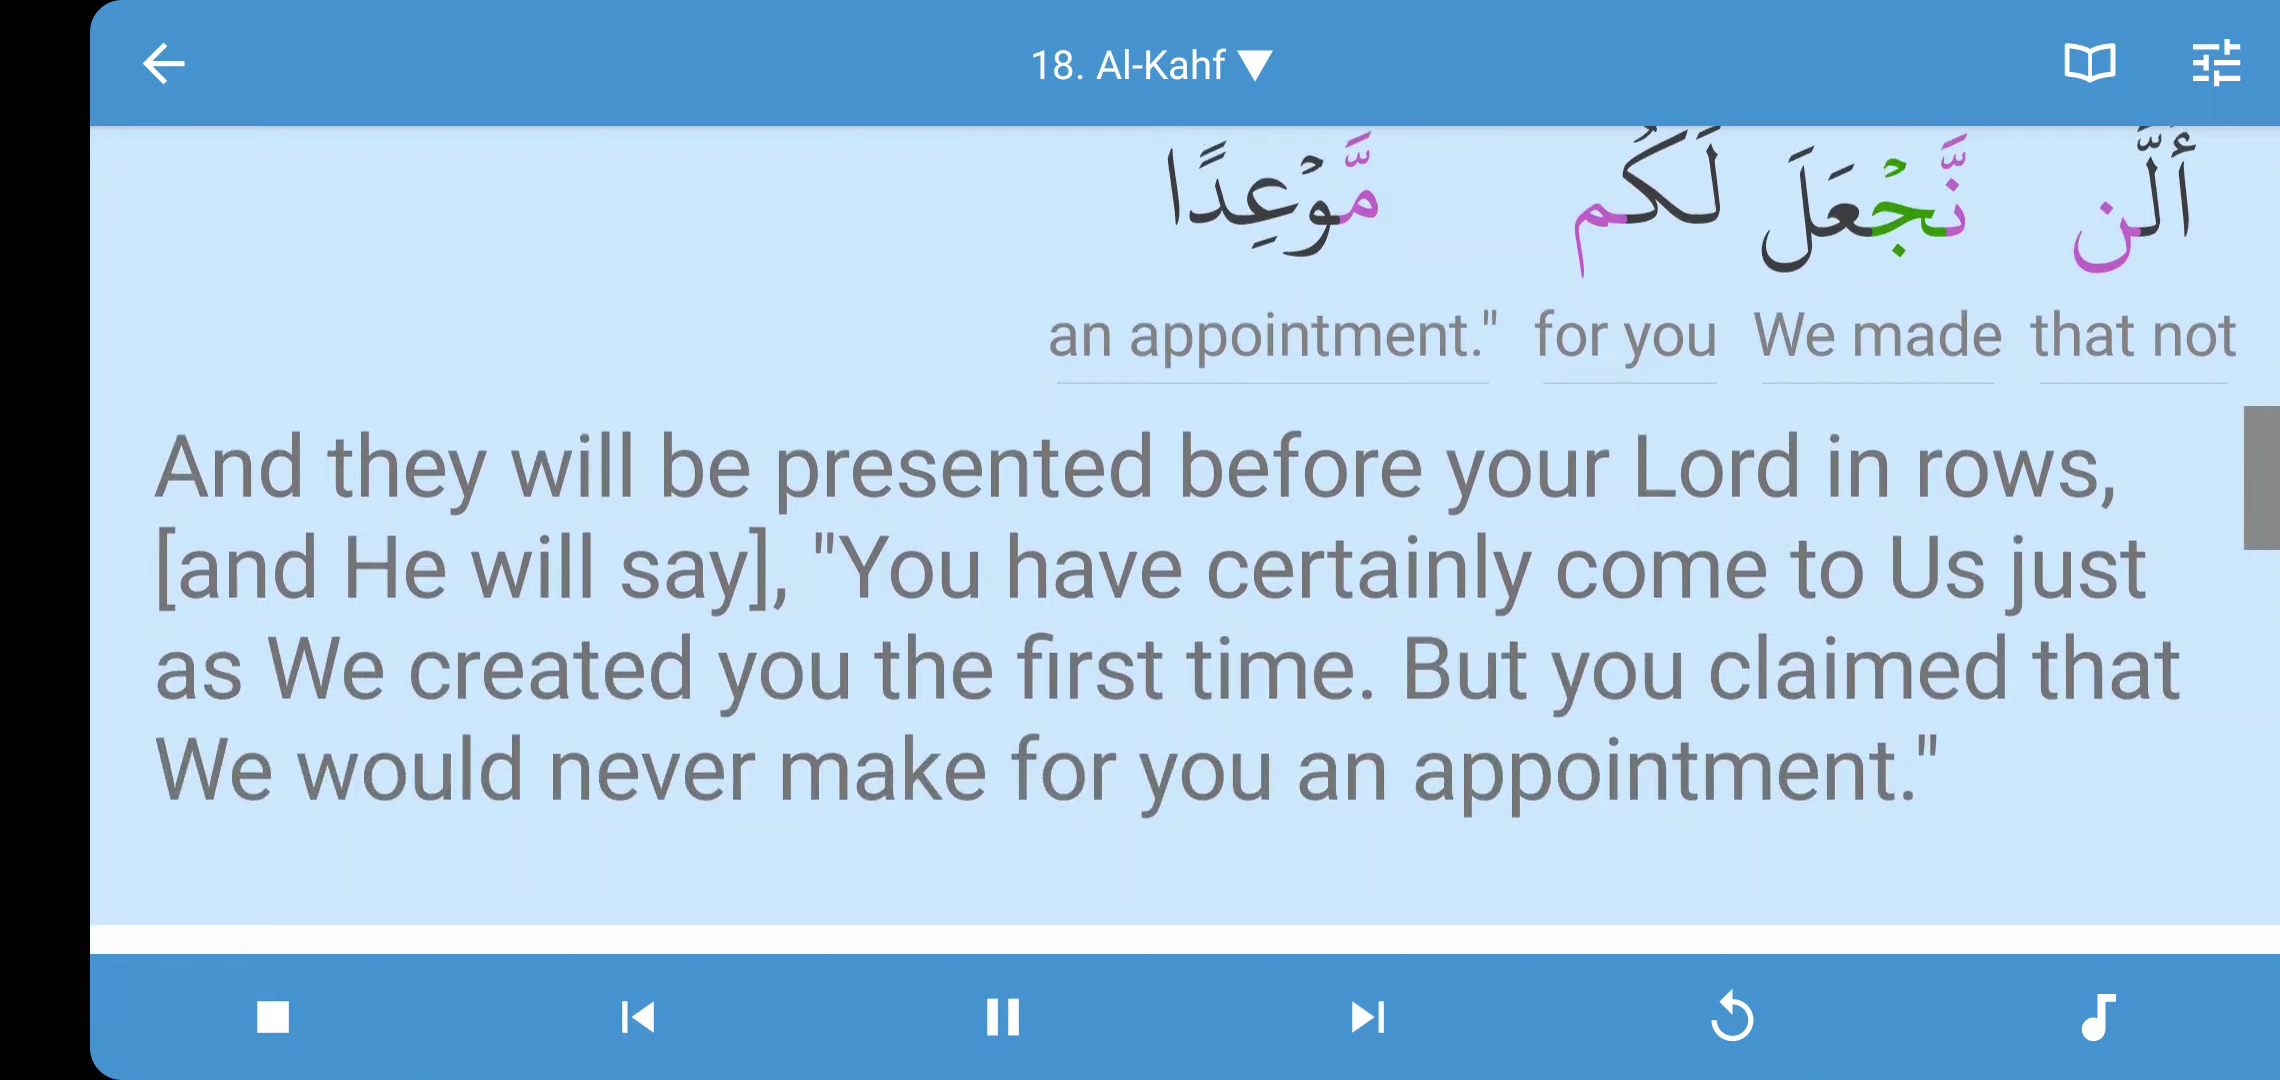 18. Al-Kahf
أَلَّن نَّجْعَلَ لَكُم مَّوْعِدًا
that not We made for you an appointment."
And they will be presented before your Lord in rows,
[and He will say], "You have certainly come to Us just
as We created you the first time. But you claimed that
We would never make for you an appointment."